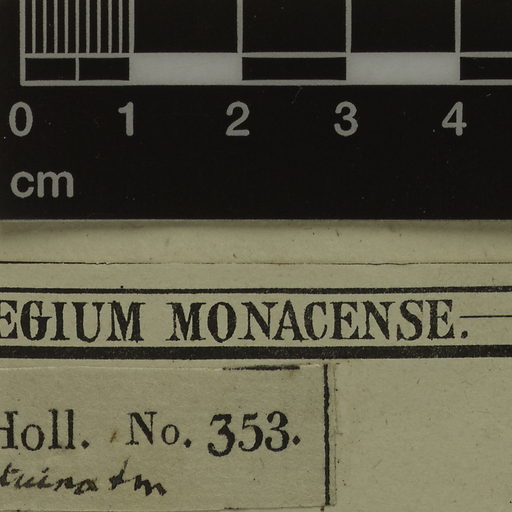 0 1 2 3 4
cm
EGIUM MONACENSE.
Holl. No. 353.